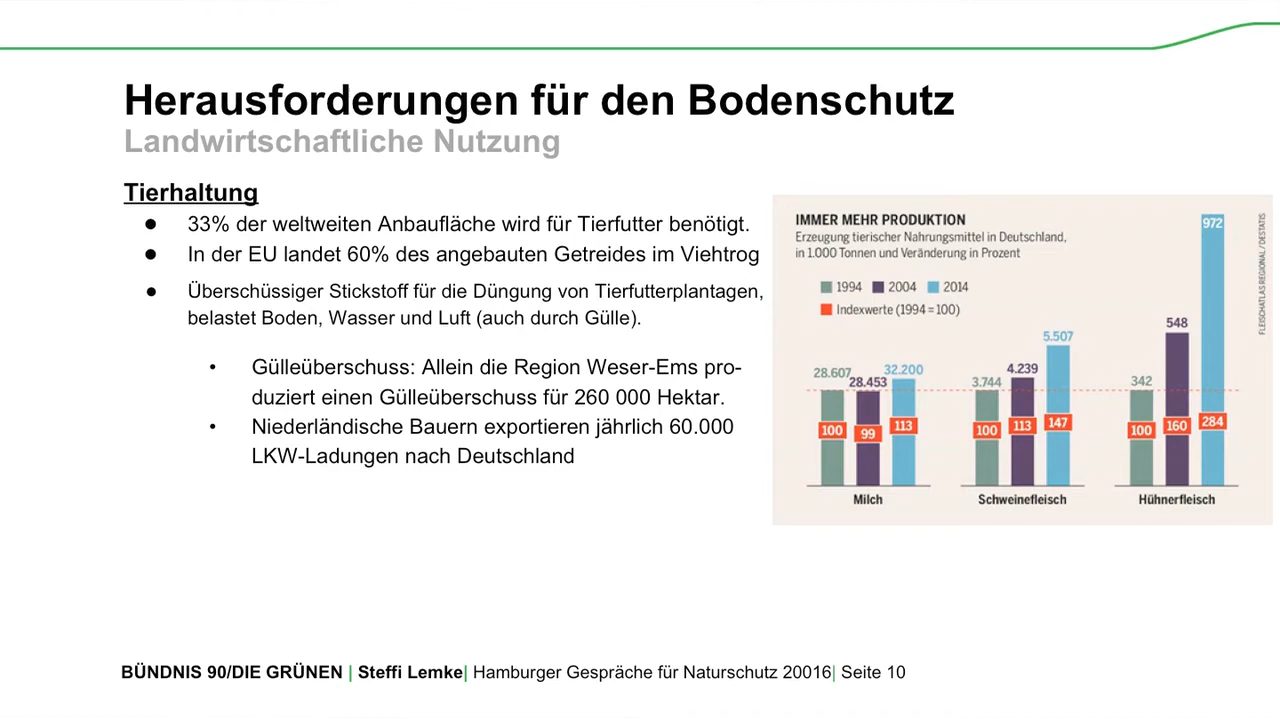 Herausforderungen für den Bodenschutz
Landwirtschaftliche Nutzung
Tierhaltung
● 33% der weltweiten Anbaufläche wird für Tierfutter benötigt.
● In der EU landet 60% des angebauten Getreides im Viehtrog
● Überschüssiger Stickstoff für die Düngung von Tierfutterplantagen,
belastet Boden, Wasser und Luft (auch durch Gülle).
• Gülleüberschuss: Allein die Region Weser-Ems pro-
duziert einen Gülleüberschuss für 260 000 Hektar.
• Niederländische Bauern exportieren jährlich 60.000
LKW-Ladungen nach Deutschland
IMMER MEHR PRODUKTION
Erzeugung tierischer Nahrungsmittel in Deutschland,
in 1.000 Tonnen und Veränderung in Prozent
1994 2004 2014
Indexwerte (1994=100)
28.607 28.453 32.200
100 99 113
Milch
3.744 4.239 5.507
100 113 147
Schweinefleisch
342 548 972
100 160 284
Hühnerfleisch
FLEISCHATLAS REGIONAL / DESTATIS
BÜNDNIS 90/DIE GRÜNEN | Steffi Lemke| Hamburger Gespräche für Naturschutz 20016| Seite 10